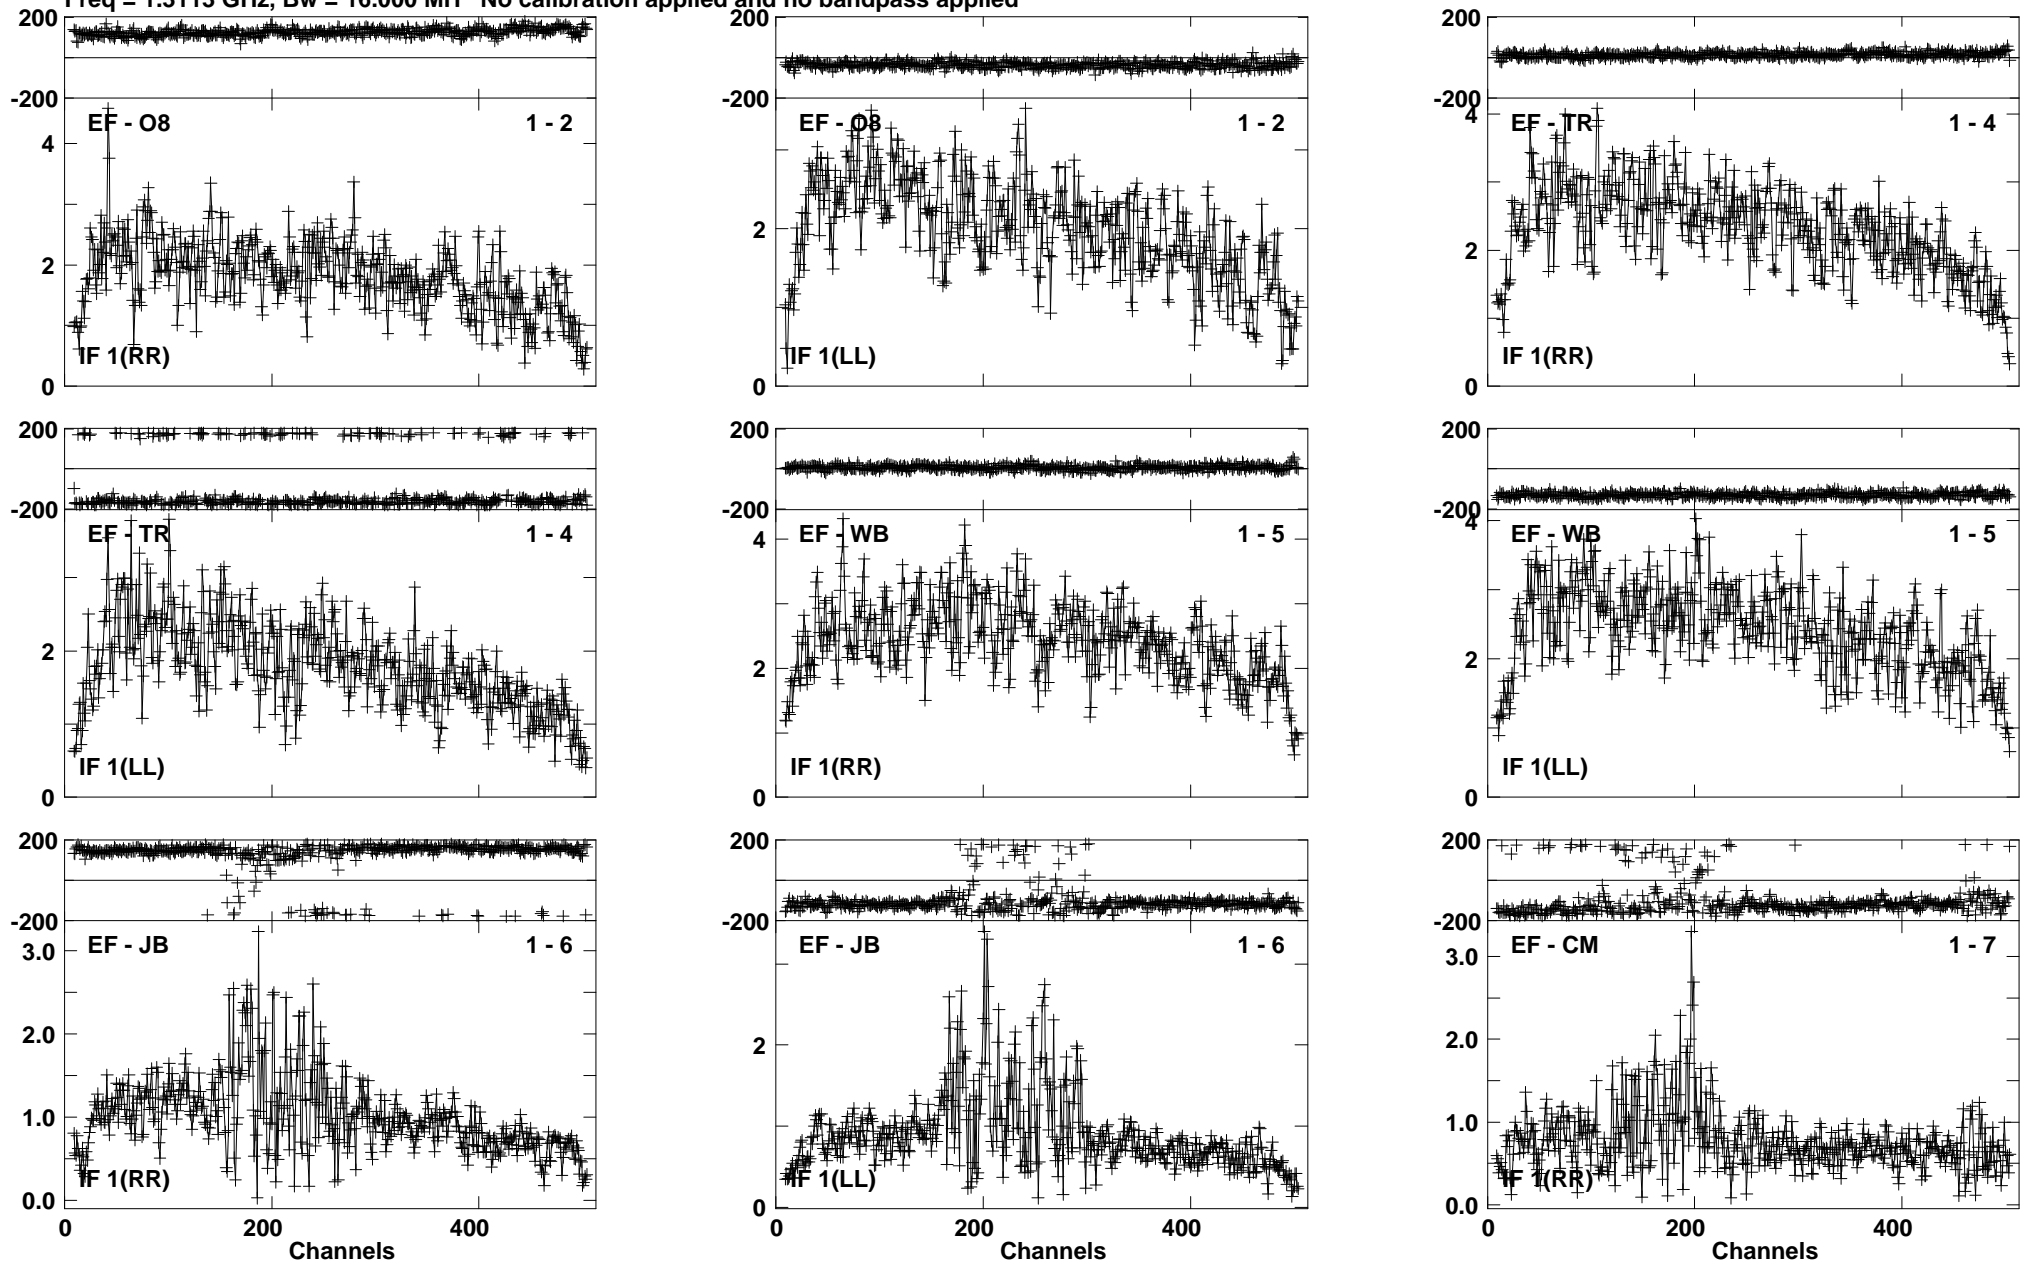 Freq = 1.3115 GHz, Bw = 16.000 MH No calibration applied and no bandpass applied
200
-200
EF - O8 1 - 2
4
2
0
IF 1(RR)
200
-200
EF - O8 1 - 2
2
0
IF 1(LL)
200
-200
EF - TR 1 - 4
4
2
0
IF 1(RR)
200
-200
EF - TR 1 - 4
2
0
IF 1(LL)
200
-200
EF - WB 1 - 5
4
2
0
IF 1(RR)
200
-200
EF - WB 1 - 5
4
2
0
IF 1(LL)
200
-200
EF - JB 1 - 6
3.0
2.0
1.0
0.0
IF 1(RR)
0 200 400
Channels
200
-200
EF - JB 1 - 6
2
0
IF 1(LL)
0 200 400
Channels
200
-200
EF - CM 1 - 7
3.0
2.0
1.0
0.0
IF 1(RR)
0 200 400
Channels